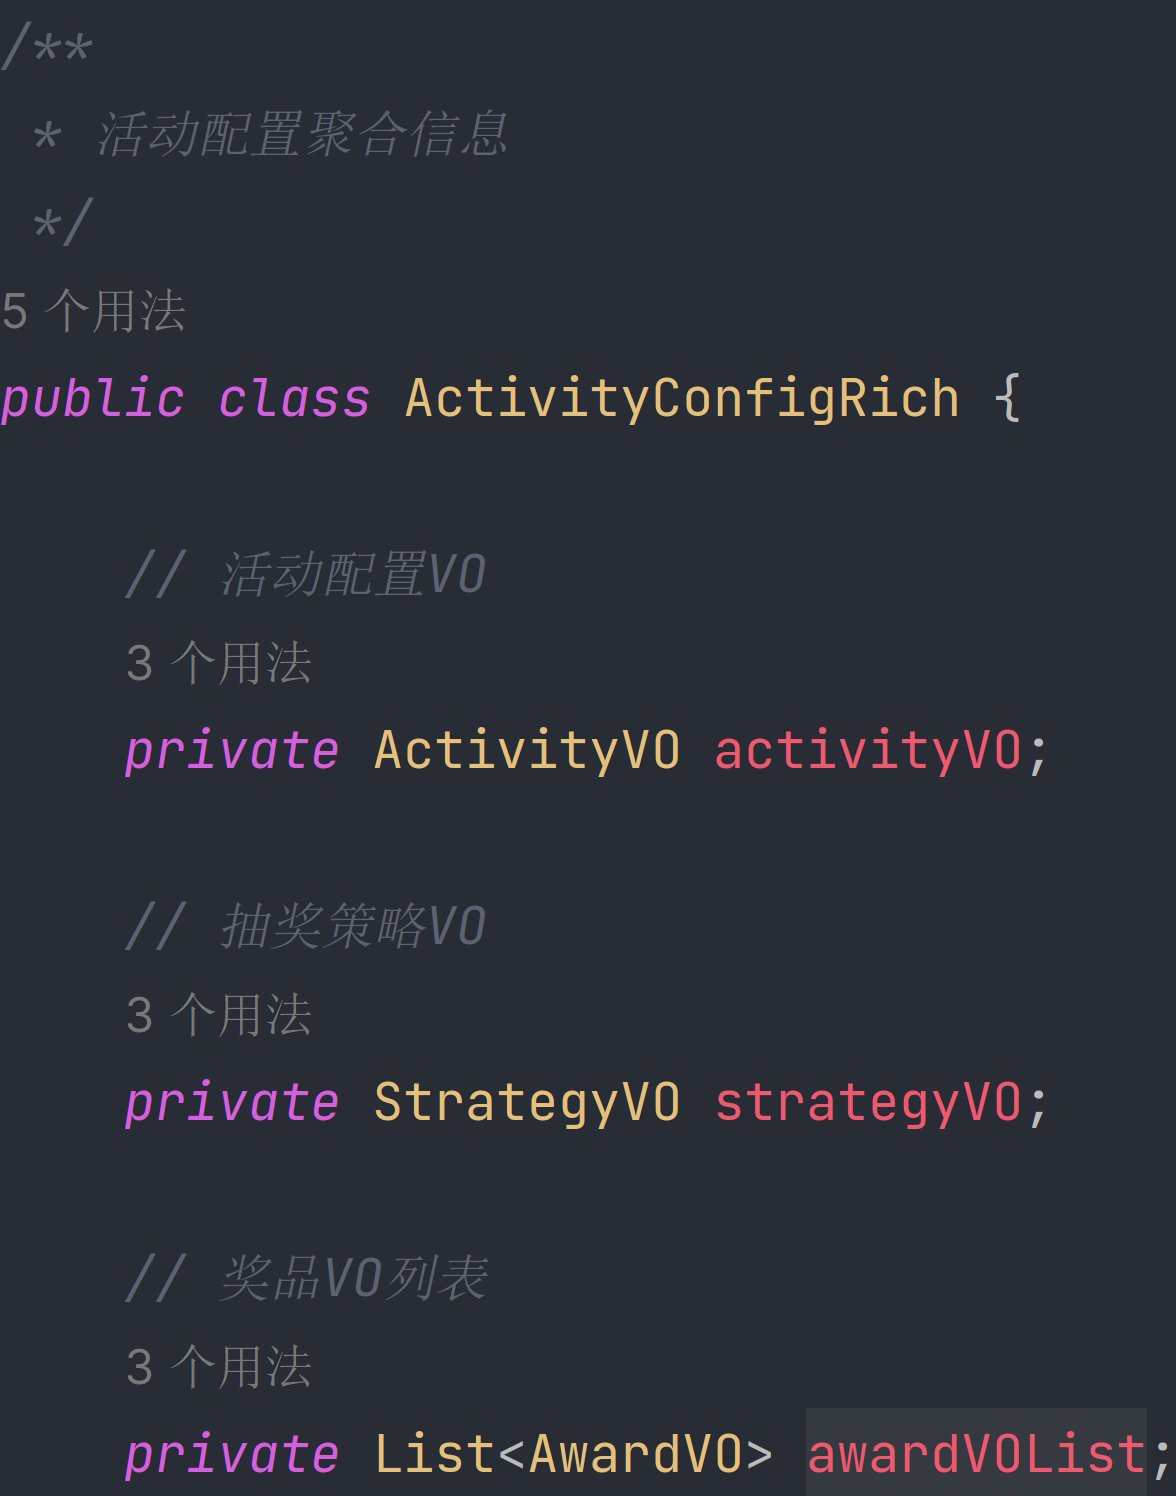 /**
 * 活动配置聚合信息
 */
5 个用法
public class ActivityConfigRich {
// 活动配置VO
3 个用法
private ActivityVO activityVO;
// 抽奖策略VO
3 个用法
private StrategyVO strategyVO;
// 奖品VO列表
3 个用法
private List<AwardVO> awardVOList;